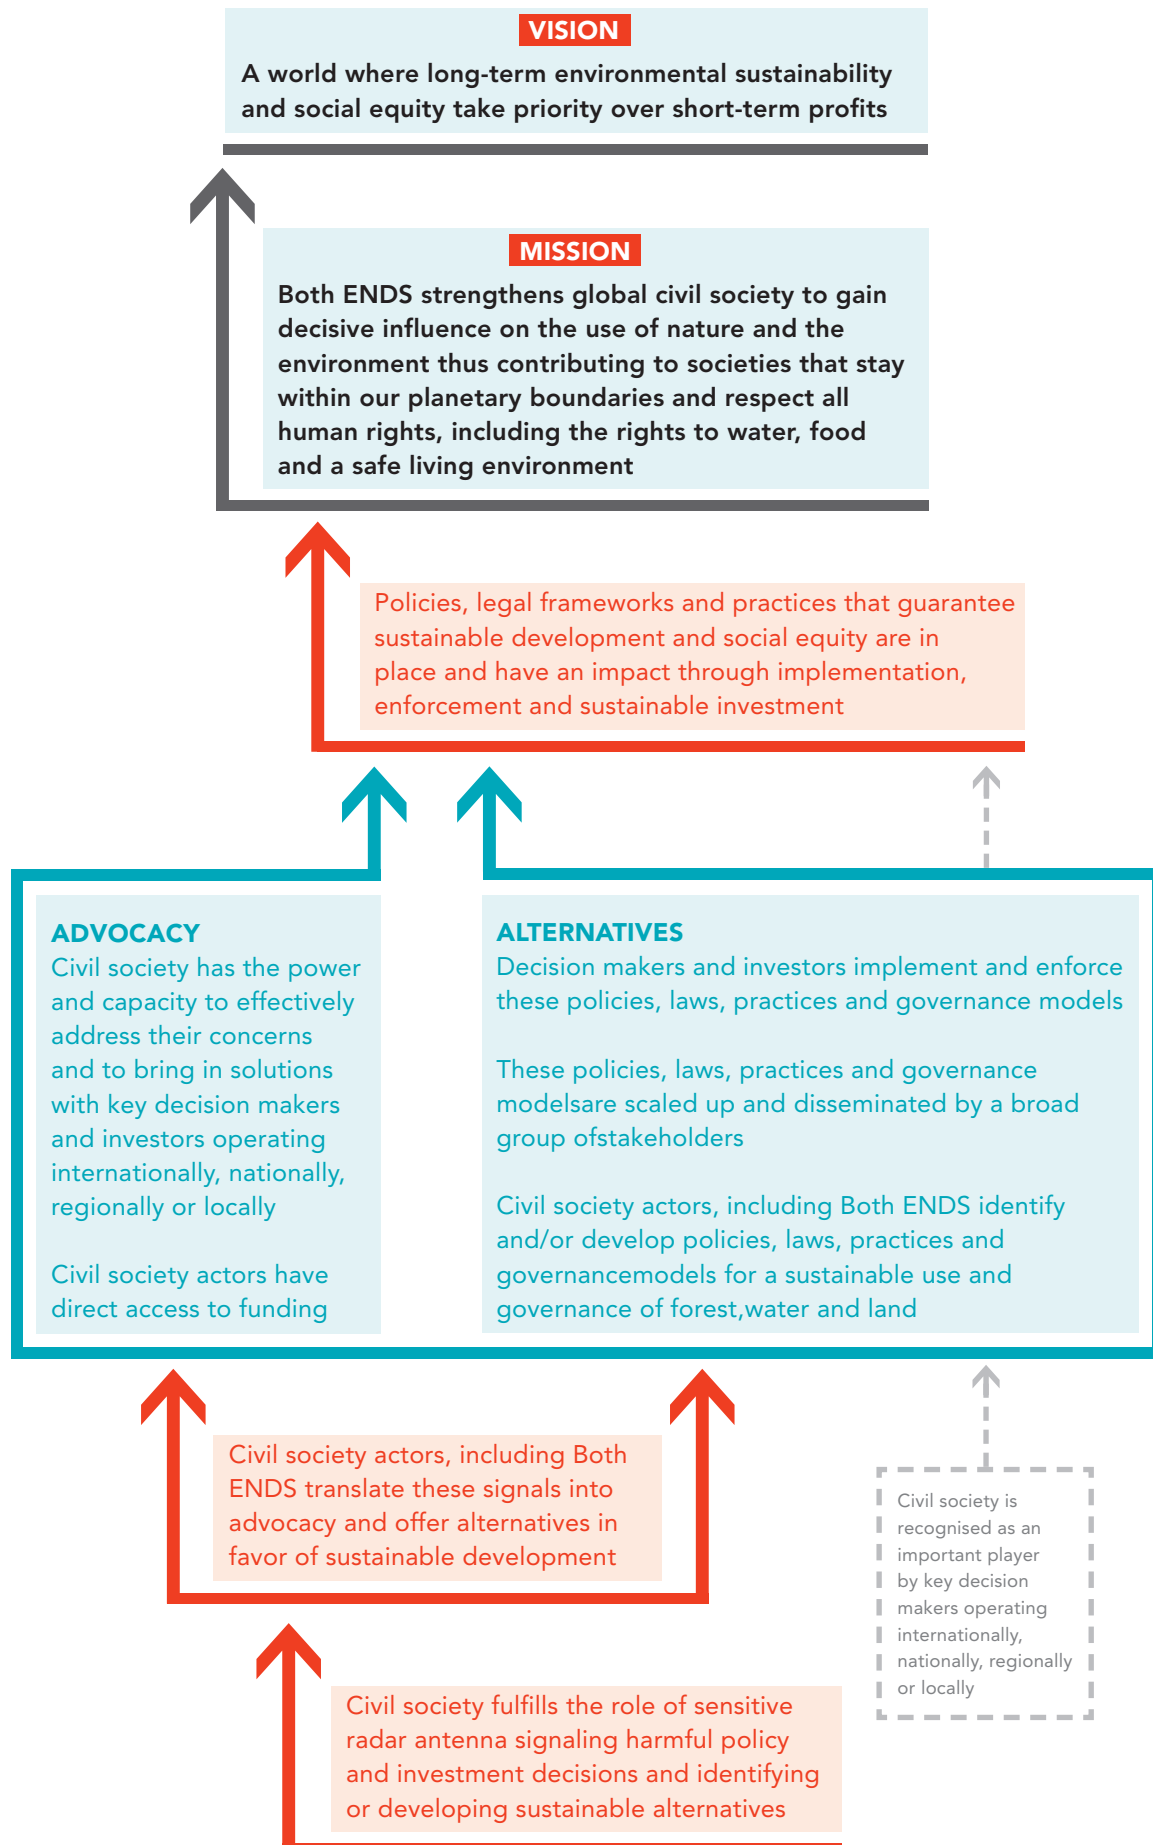 VISION
A world where long-term environmental sustainability
and social equity take priority over short-term profits
MISSION
Both ENDS strengthens global civil society to gain
decisive influence on the use of nature and the
environment thus contributing to societies that stay
within our planetary boundaries and respect all
human rights, including the rights to water, food
and a safe living environment
Policies, legal frameworks and practices that guarantee
sustainable development and social equity are in
place and have an impact through implementation,
enforcement and sustainable investment
ADVOCACY
Civil society has the power
and capacity to effectively
address their concerns
and to bring in solutions
with key decision makers
and investors operating
internationally, nationally,
regionally or locally
Civil society actors have
direct access to funding
ALTERNATIVES
Decision makers and investors implement and enforce
these policies, laws, practices and governance models
These policies, laws, practices and governance
modelsare scaled up and disseminated by a broad
group ofstakeholders
Civil society actors, including Both ENDS identify
and/or develop policies, laws, practices and
governancemodels for a sustainable use and
governance of forest,water and land
Civil society actors, including Both
ENDS translate these signals into
advocacy and offer alternatives in
favor of sustainable development
Civil society is
recognised as an
important player
by key decision
makers operating
internationally,
nationally, regionally
or locally
Civil society fulfills the role of sensitive
radar antenna signaling harmful policy
and investment decisions and identifying
or developing sustainable alternatives